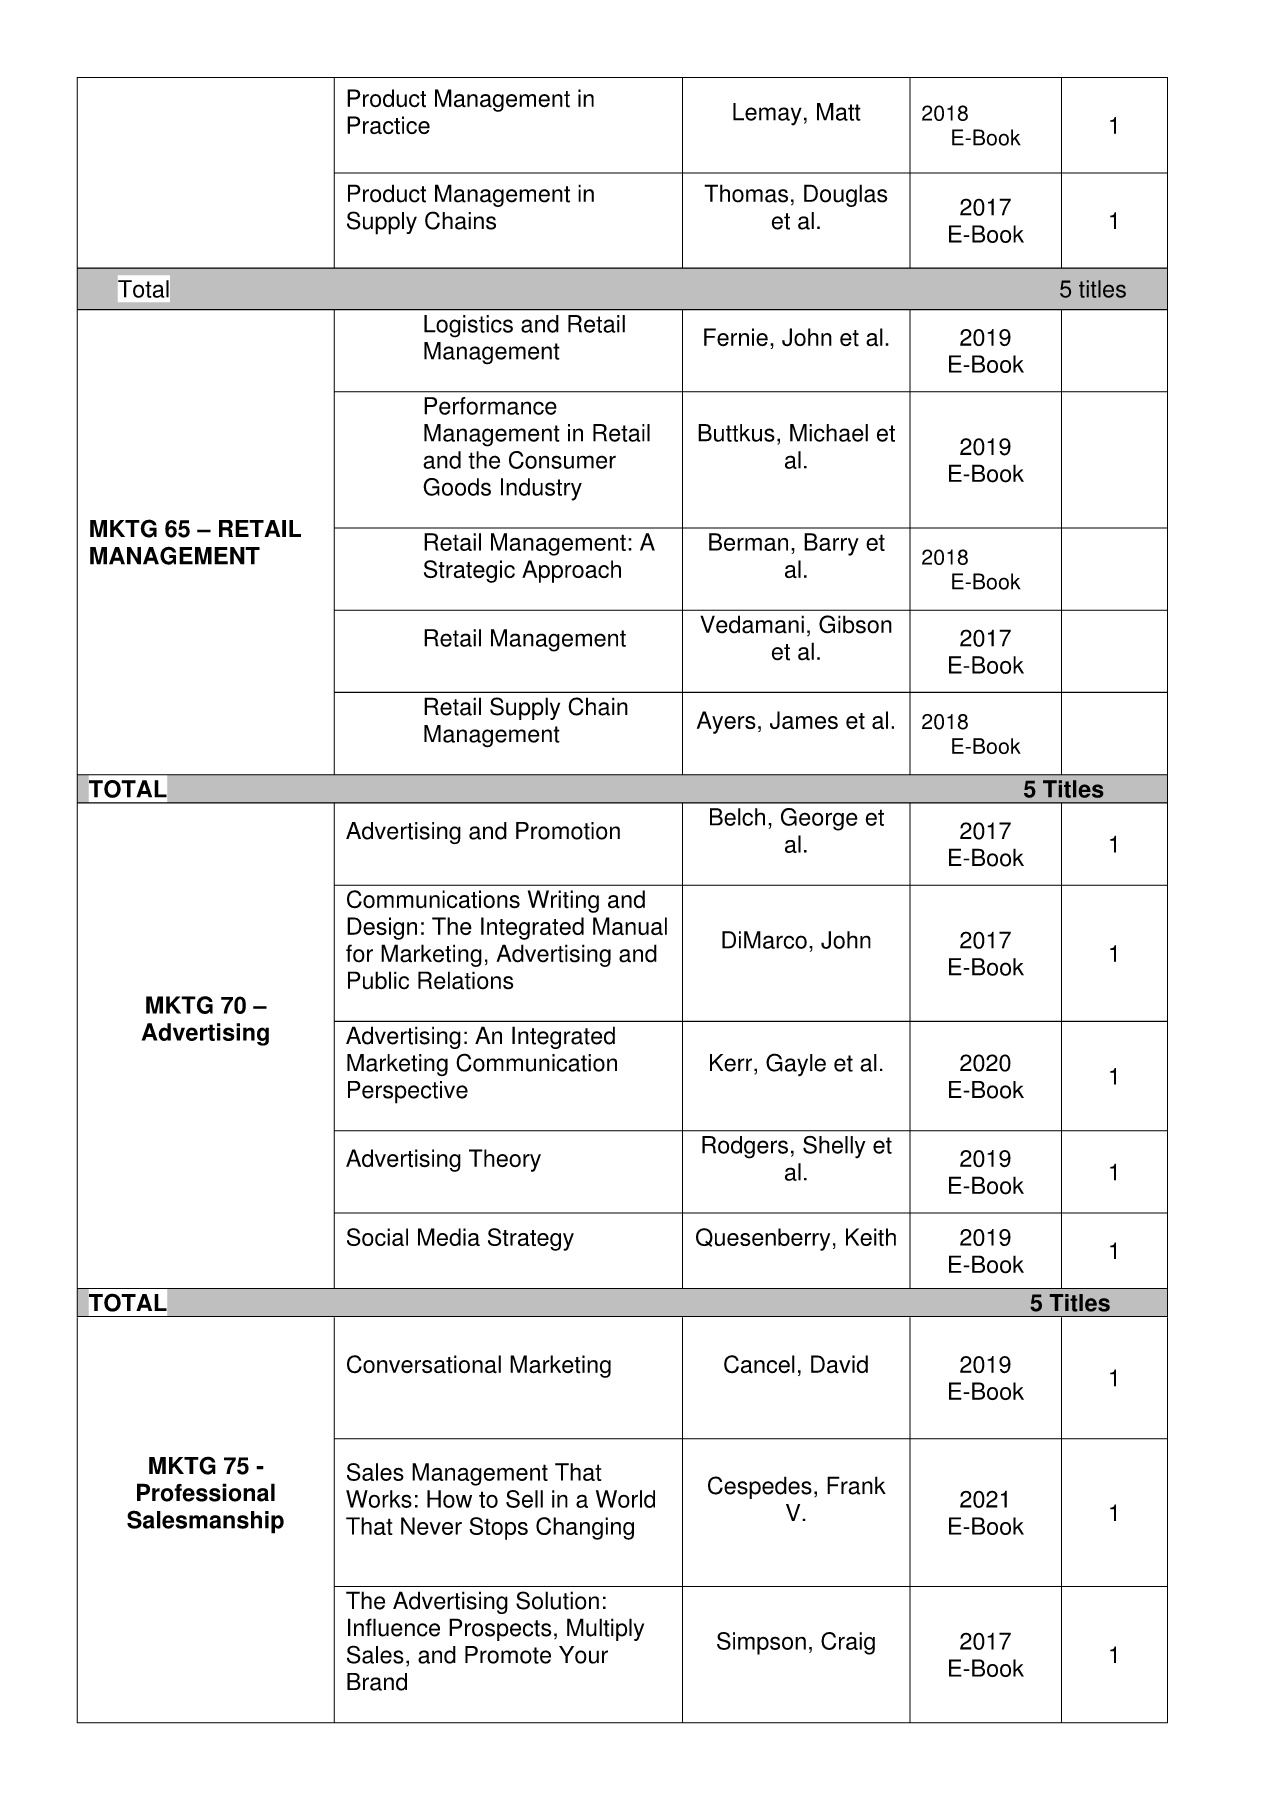 Product Management in
Practice
Lemay, Matt
2018
E-Book
1
Product Management in
Supply Chains
Thomas, Douglas
et al.
2017
E-Book
1
Total
5 titles
MKTG 65 – RETAIL
MANAGEMENT
Logistics and Retail
Management
Fernie, John et al.
2019
E-Book
Performance
Management in Retail
and the Consumer
Goods Industry
Buttkus, Michael et
al.
2019
E-Book
Retail Management: A
Strategic Approach
Berman, Barry et
al.
2018
E-Book
Retail Management
Vedamani, Gibson
et al.
2017
E-Book
Retail Supply Chain
Management
Ayers, James et al.
2018
E-Book
TOTAL
5 Titles
MKTG 70 –
Advertising
Advertising and Promotion
Belch, George et
al.
2017
E-Book
1
Communications Writing and
Design: The Integrated Manual
for Marketing, Advertising and
Public Relations
DiMarco, John
2017
E-Book
1
Advertising: An Integrated
Marketing Communication
Perspective
Kerr, Gayle et al.
2020
E-Book
1
Advertising Theory
Rodgers, Shelly et
al.
2019
E-Book
1
Social Media Strategy
Quesenberry, Keith
2019
E-Book
1
TOTAL
5 Titles
MKTG 75 -
Professional
Salesmanship
Conversational Marketing
Cancel, David
2019
E-Book
1
Sales Management That
Works: How to Sell in a World
That Never Stops Changing
Cespedes, Frank
V.
2021
E-Book
1
The Advertising Solution:
Influence Prospects, Multiply
Sales, and Promote Your
Brand
Simpson, Craig
2017
E-Book
1